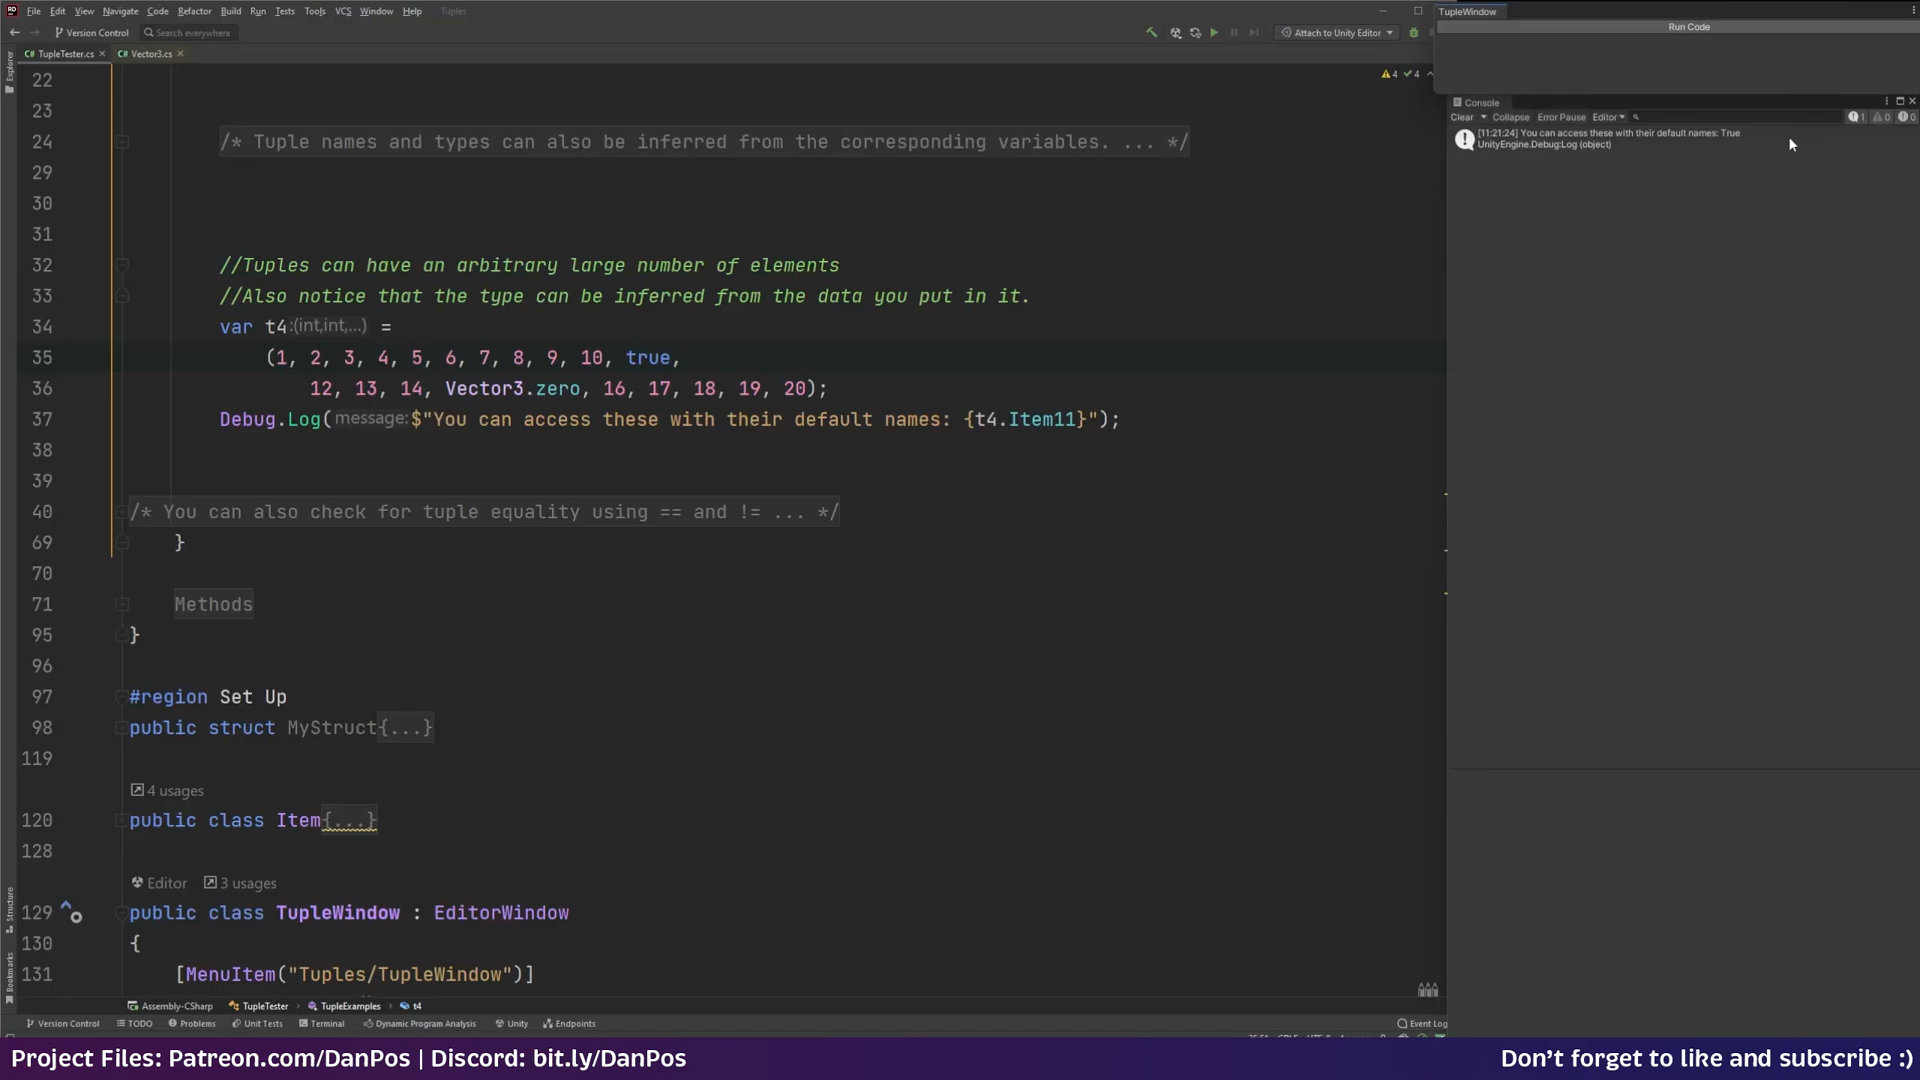 File Edit View Navigate Code Refactor Build Run Tests Tools VCS Window Help Tuples
Version Control Search everywhere Attach to Unity Editor
TupleTester.cs Vector3.cs
Explorer
4 4
22
23
24 /* Tuple names and types can also be inferred from the corresponding variables. ... */
29
30
31
32 //Tuples can have an arbitrary large number of elements
33 //Also notice that the type can be inferred from the data you put in it.
34 var t4:(int,int,...) =
35 (1, 2, 3, 4, 5, 6, 7, 8, 9, 10, true,
36 12, 13, 14, Vector3.zero, 16, 17, 18, 19, 20);
37 Debug.Log(message:$"You can access these with their default names: {t4.Item11}");
38
39
40 /* You can also check for tuple equality using == and != ... */
69 }
70
71 Methods
95 }
96
97 #region Set Up
98 public struct MyStruct{...}
119
4 usages
120 public class Item{...}
128
Editor 3 usages
129 public class TupleWindow : EditorWindow
130 {
131 [MenuItem("Tuples/TupleWindow")]
Structure
Bookmarks
Assembly-CSharp TupleTester TupleExamples t4
Version Control TODO Problems Unit Tests Terminal Dynamic Program Analysis Unity Endpoints Event Log
TupleWindow
Run Code
Console
Clear Collapse Error Pause Editor 1 0 0
[11:21:24] You can access these with their default names: True
UnityEngine.Debug:Log (object)
Project Files: Patreon.com/DanPos | Discord: bit.ly/DanPos
Don't forget to like and subscribe :)